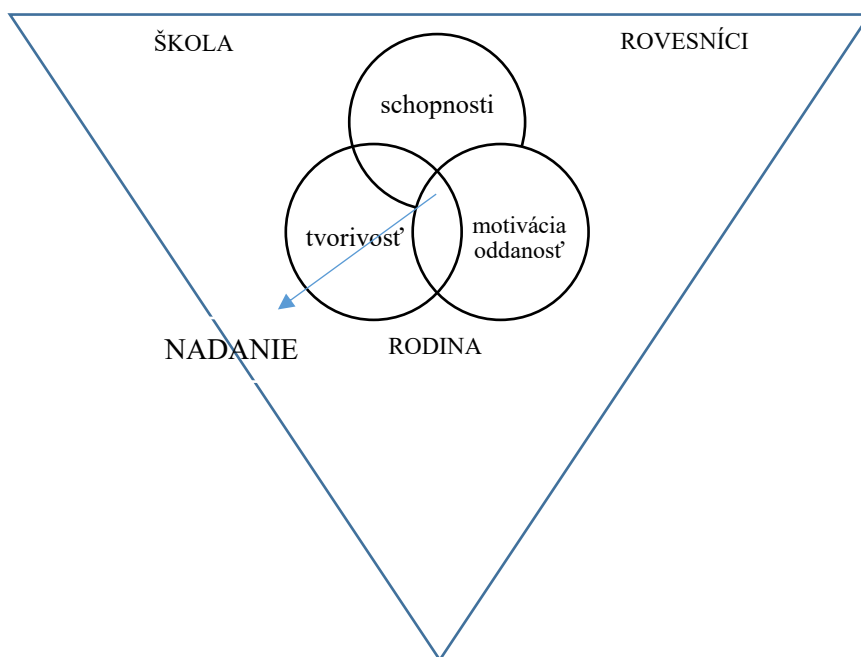 ŠKOLA
ROVESNÍCI
schopnosti
tvorivosť
motivácia
oddanosť
NADANIE
RODINA